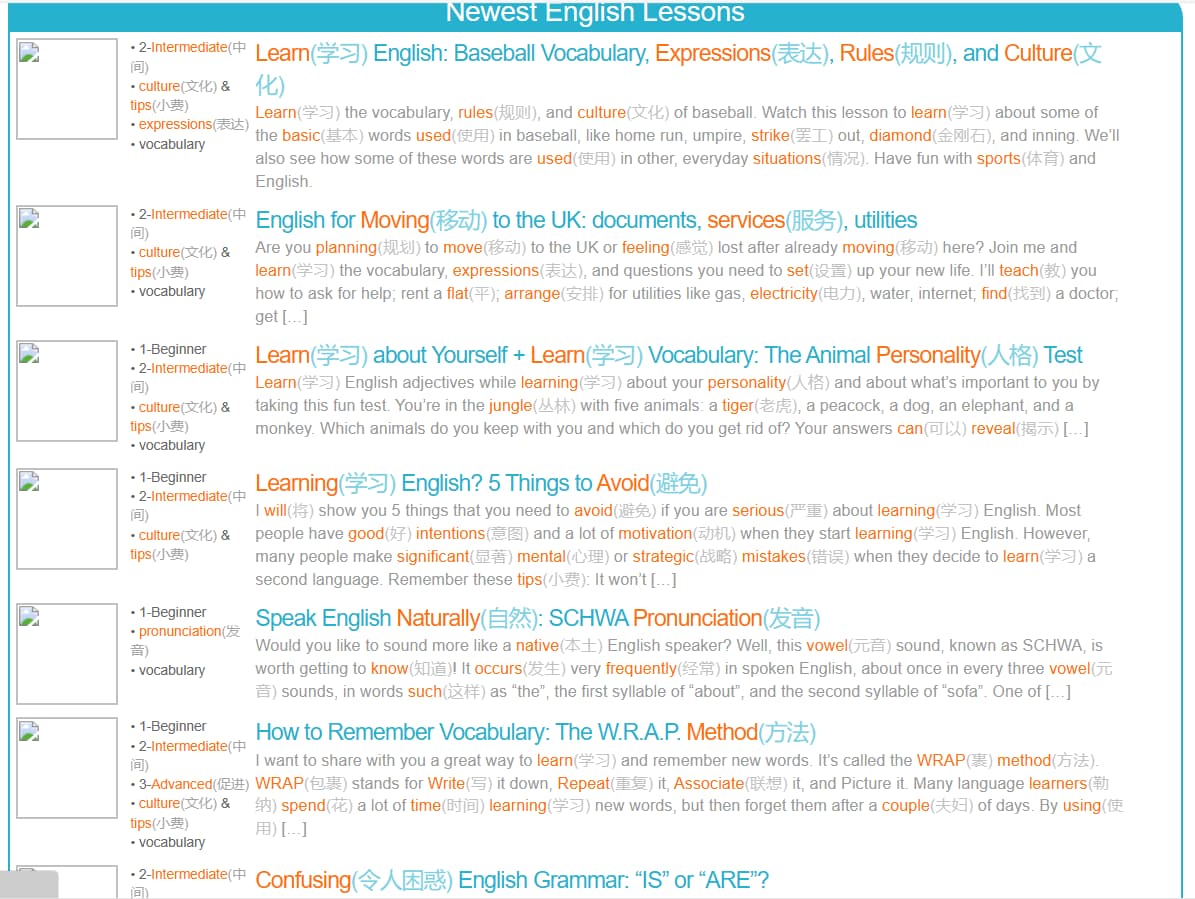 Newest English Lessons
• 2-Intermediate(中
间)
• culture(文化) &
tips(小费)
• expressions(表达)
• vocabulary
Learn(学习) English: Baseball Vocabulary, Expressions(表达), Rules(规则), and Culture(文
化)
Learn(学习) the vocabulary, rules(规则), and culture(文化) of baseball. Watch this lesson to learn(学习) about some of
the basic(基本) words used(使用) in baseball, like home run, umpire, strike(罢工) out, diamond(金刚石), and inning. We’ll
also see how some of these words are used(使用) in other, everyday situations(情况). Have fun with sports(体育) and
English.
• 2-Intermediate(中
间)
• culture(文化) &
tips(小费)
• vocabulary
English for Moving(移动) to the UK: documents, services(服务), utilities
Are you planning(规划) to move(移动) to the UK or feeling(感觉) lost after already moving(移动) here? Join me and
learn(学习) the vocabulary, expressions(表达), and questions you need to set(设置) up your new life. I’ll teach(教) you
how to ask for help; rent a flat(平); arrange(安排) for utilities like gas, electricity(电力), water, internet; find(找到) a doctor;
get […]
• 1-Beginner
• 2-Intermediate(中
间)
• culture(文化) &
tips(小费)
• vocabulary
Learn(学习) about Yourself + Learn(学习) Vocabulary: The Animal Personality(人格) Test
Learn(学习) English adjectives while learning(学习) about your personality(人格) and about what’s important to you by
taking this fun test. You’re in the jungle(丛林) with five animals: a tiger(老虎), a peacock, a dog, an elephant, and a
monkey. Which animals do you keep with you and which do you get rid of? Your answers can(可以) reveal(揭示) […]
• 1-Beginner
• 2-Intermediate(中
间)
• culture(文化) &
tips(小费)
Learning(学习) English? 5 Things to Avoid(避免)
I will(将) show you 5 things that you need to avoid(避免) if you are serious(严重) about learning(学习) English. Most
people have good(好) intentions(意图) and a lot of motivation(动机) when they start learning(学习) English. However,
many people make significant(显著) mental(心理) or strategic(战略) mistakes(错误) when they decide to learn(学习) a
second language. Remember these tips(小费): It won’t […]
• 1-Beginner
• pronunciation(发
音)
• vocabulary
Speak English Naturally(自然): SCHWA Pronunciation(发音)
Would you like to sound more like a native(本土) English speaker? Well, this vowel(元音) sound, known as SCHWA, is
worth getting to know(知道)! It occurs(发生) very frequently(经常) in spoken English, about once in every three vowel(元
音) sounds, in words such(这样) as “the”, the first syllable of “about”, and the second syllable of “sofa”. One of […]
• 1-Beginner
• 2-Intermediate(中
间)
• 3-Advanced(促进)
• culture(文化) &
tips(小费)
• vocabulary
How to Remember Vocabulary: The W.R.A.P. Method(方法)
I want to share with you a great way to learn(学习) and remember new words. It’s called the WRAP(裹) method(方法).
WRAP(包裹) stands for Write(写) it down, Repeat(重复) it, Associate(联想) it, and Picture it. Many language learners(勒
纳) spend(花) a lot of time(时间) learning(学习) new words, but then forget them after a couple(夫妇) of days. By using(使
用) […]
• 2-Intermediate(中
间)
Confusing(令人困惑) English Grammar: “IS” or “ARE”?